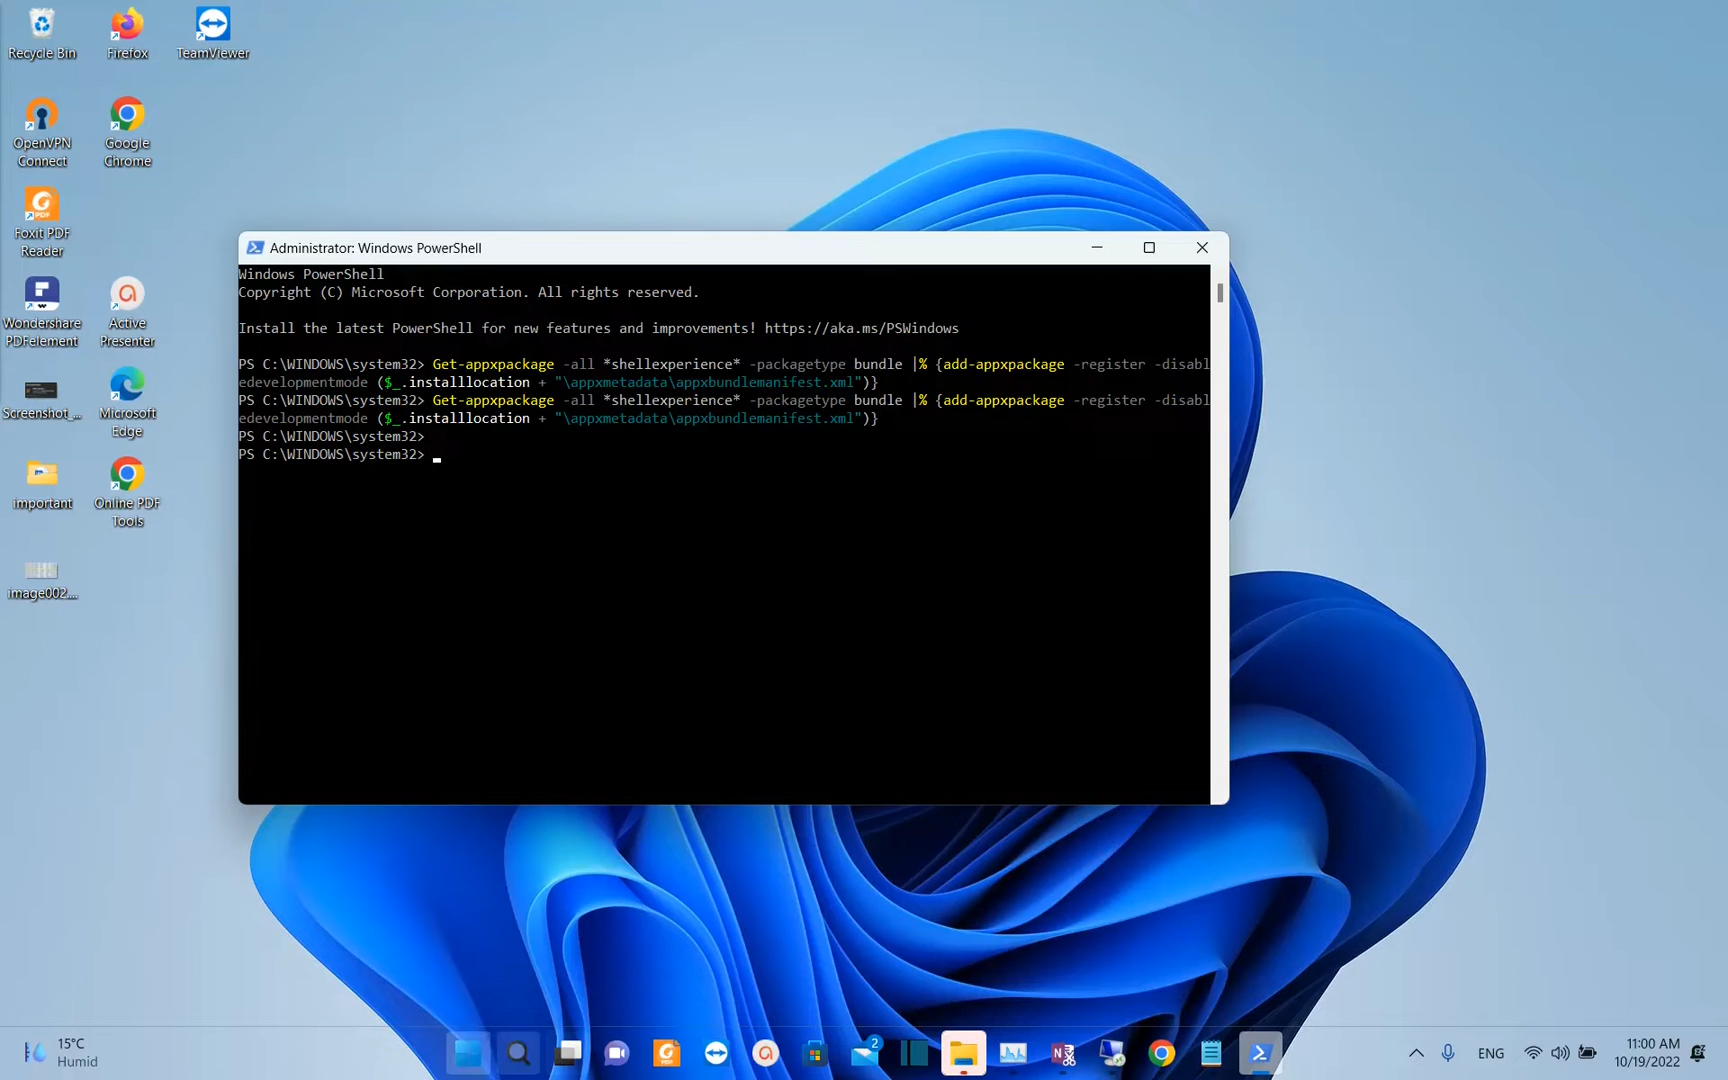 Recycle Bin
Firefox
TeamViewer
OpenVPN
Connect
Google
Chrome
Foxit PDF
Reader
Wondershare
PDFelement
Active
Presenter
Screenshot_...
Microsoft
Edge
important
Online PDF
Tools
image002....
Administrator: Windows PowerShell
Windows PowerShell
Copyright (C) Microsoft Corporation. All rights reserved.
Install the latest PowerShell for new features and improvements! https://aka.ms/PSWindows
PS C:\WINDOWS\system32> Get-appxpackage -all *shellexperience* -packagetype bundle |% {add-appxpackage -register -disabl
edevelopmentmode ($_.installlocation + "\appxmetadata\appxbundlemanifest.xml")}
PS C:\WINDOWS\system32> Get-appxpackage -all *shellexperience* -packagetype bundle |% {add-appxpackage -register -disabl
edevelopmentmode ($_.installlocation + "\appxmetadata\appxbundlemanifest.xml")}
PS C:\WINDOWS\system32>
PS C:\WINDOWS\system32> _
15°C
Humid
2
ENG
11:00 AM
10/19/2022